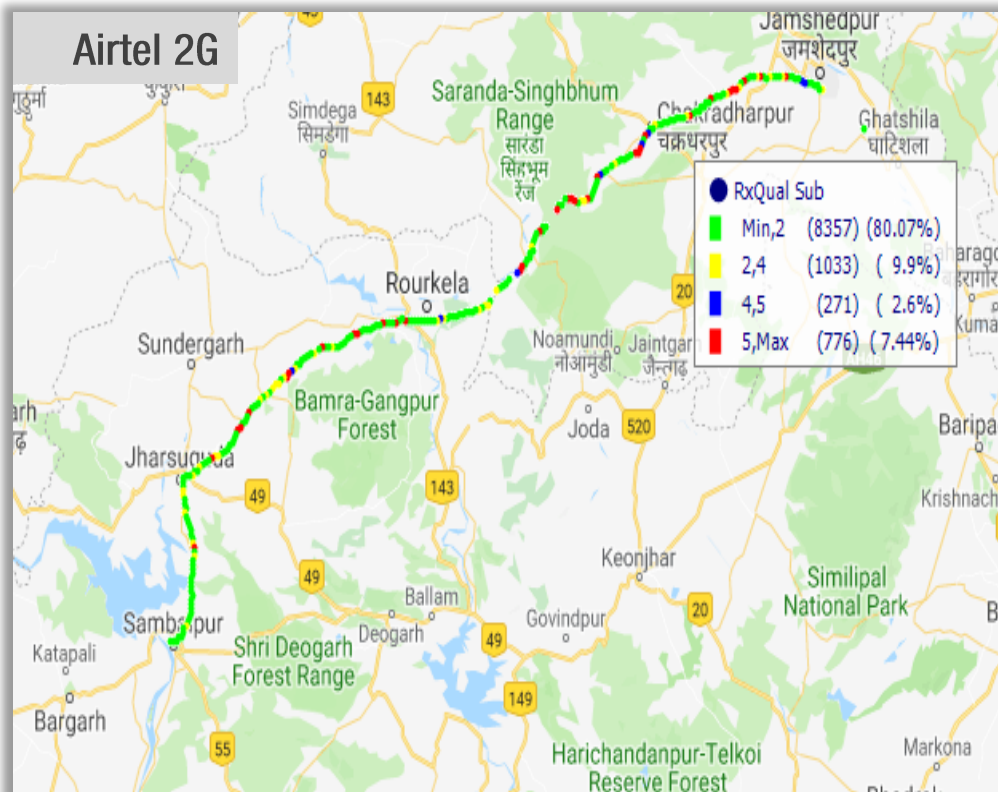 Airtel 2G
143
Simdega
सिमडेगा
Saranda-Singhbhum
Range
सारंडा
सिंहभूम
रेंज
Jamshedpur
जमशेदपुर
Chakradharpur
चक्रधरपुर
Ghatshila
घाटिशला
RxQual Sub
Min,2 (8357) (80.07%)
2,4 (1033) ( 9.9%)
4,5 (271) ( 2.6%)
5,Max (776) ( 7.44%)
Rourkela
20
Sundergarh
Noamundi
नोआमुंडी
Jaintgarh
जैन्तगढ़
Bamra-Gangpur
Forest
Joda
520
Baripa
Jharsuguda
49
143
Krishnach
Keonjhar
49
Similipal
National Park
Ballam
20
Sambalpur
Deogarh
Govindpur
49
Katapali
Shri Deogarh
Forest Range
Bargarh
149
55
Harichandanpur-Telkoi
Reserve Forest
Markona